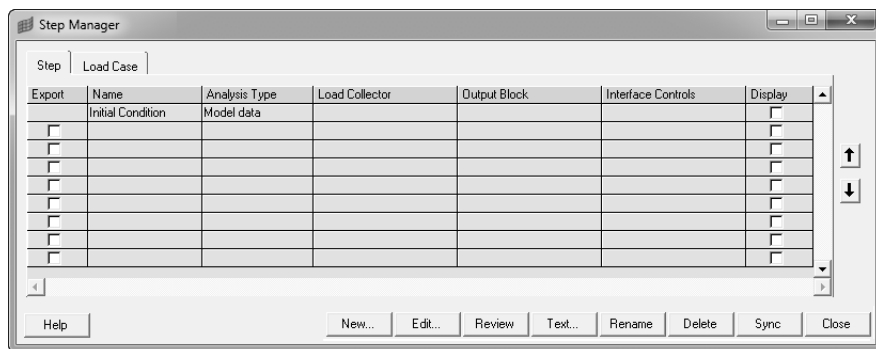 Step Manager
Step Load Case
Export Name Analysis Type Load Collector Output Block Interface Controls Display
Initial Condition Model data
Help New... Edit... Review Text... Rename Delete Sync Close